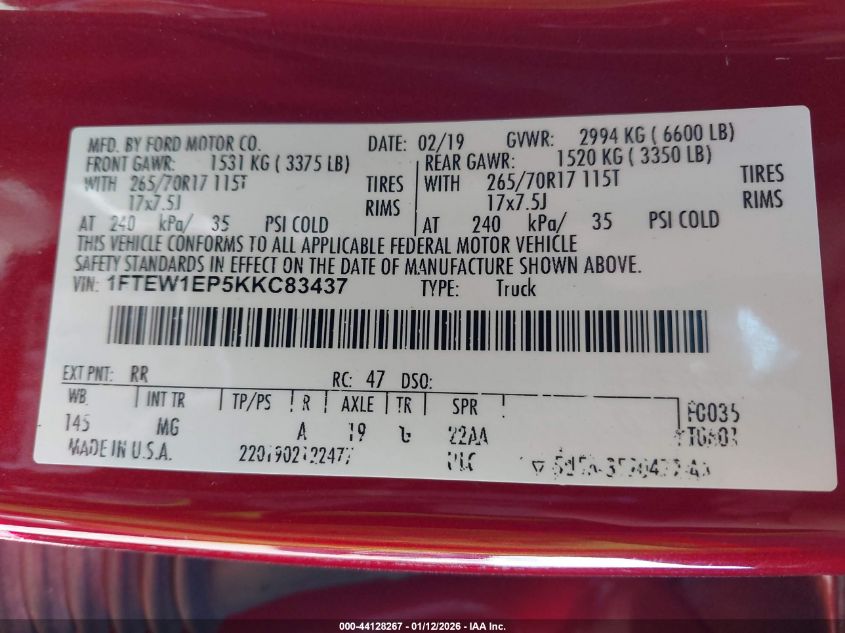 MFD. BY FORD MOTOR CO. DATE: 02/19 GVWR: 2994 KG ( 6600 LB)
FRONT GAWR: 1531 KG ( 3375 LB) REAR GAWR: 1520 KG ( 3350 LB)
WITH 265/70R17 115T TIRES WITH 265/70R17 115T TIRES
17x7.5J RIMS 17x7.5J RIMS
AT 240 kPa/ 35 PSI COLD AT 240 kPa/ 35 PSI COLD
THIS VEHICLE CONFORMS TO ALL APPLICABLE FEDERAL MOTOR VEHICLE
SAFETY STANDARDS IN EFFECT ON THE DATE OF MANUFACTURE SHOWN ABOVE.
VIN: 1FTEW1EP5KKC83437 TYPE: Truck
EXT PNT: RR RC: 47 DSO:
WB INT TR TP/PS R AXLE TR SPR FC035
145 MG A 19 6 22AA
MADE IN U.S.A. 2201902122477
000-44128267 - 01/12/2026 - IAA Inc.